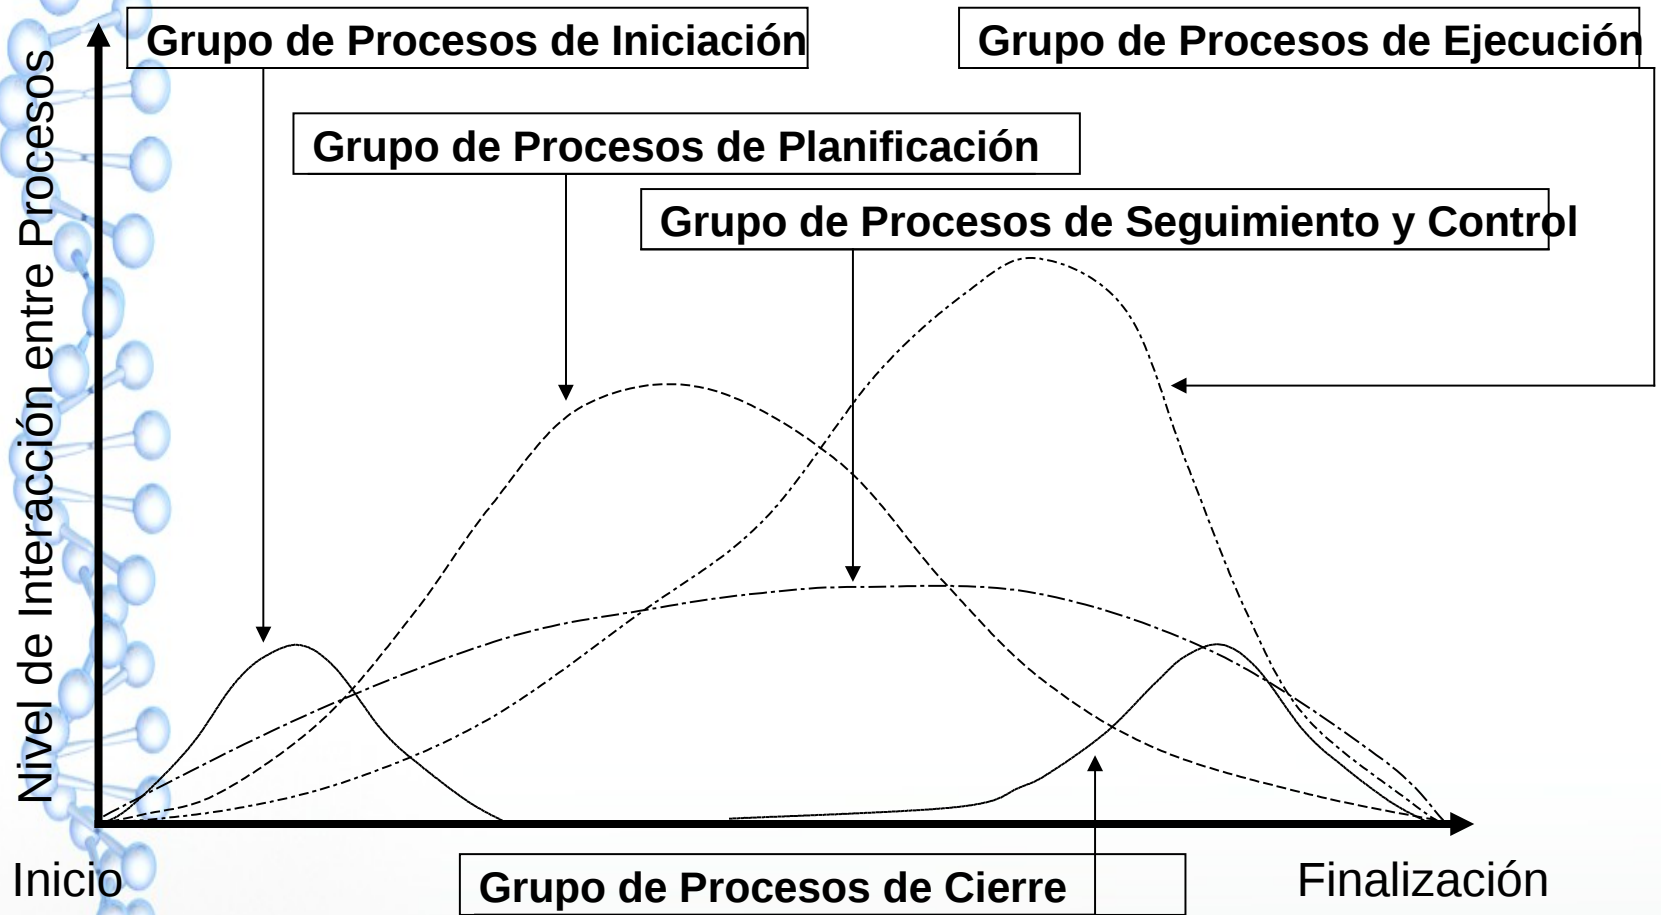 Grupo de Procesos de Iniciación
Grupo de Procesos de Ejecución
Grupo de Procesos de Planificación
Grupo de Procesos de Seguimiento y Control
Nivel de Interacción entre Procesos
Inicio
Grupo de Procesos de Cierre
Finalización